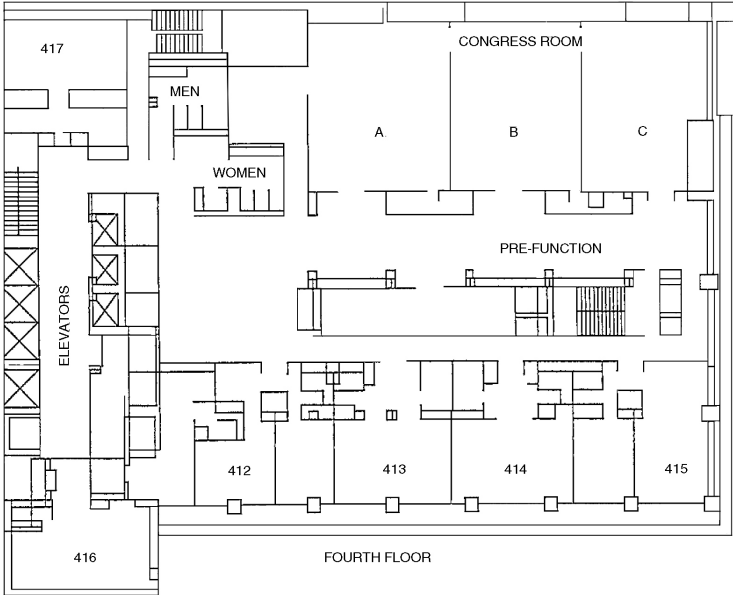 CONGRESS ROOM
417
MEN
A
B
C
WOMEN
PRE-FUNCTION
ELEVATORS
412
413
414
415
416
FOURTH FLOOR